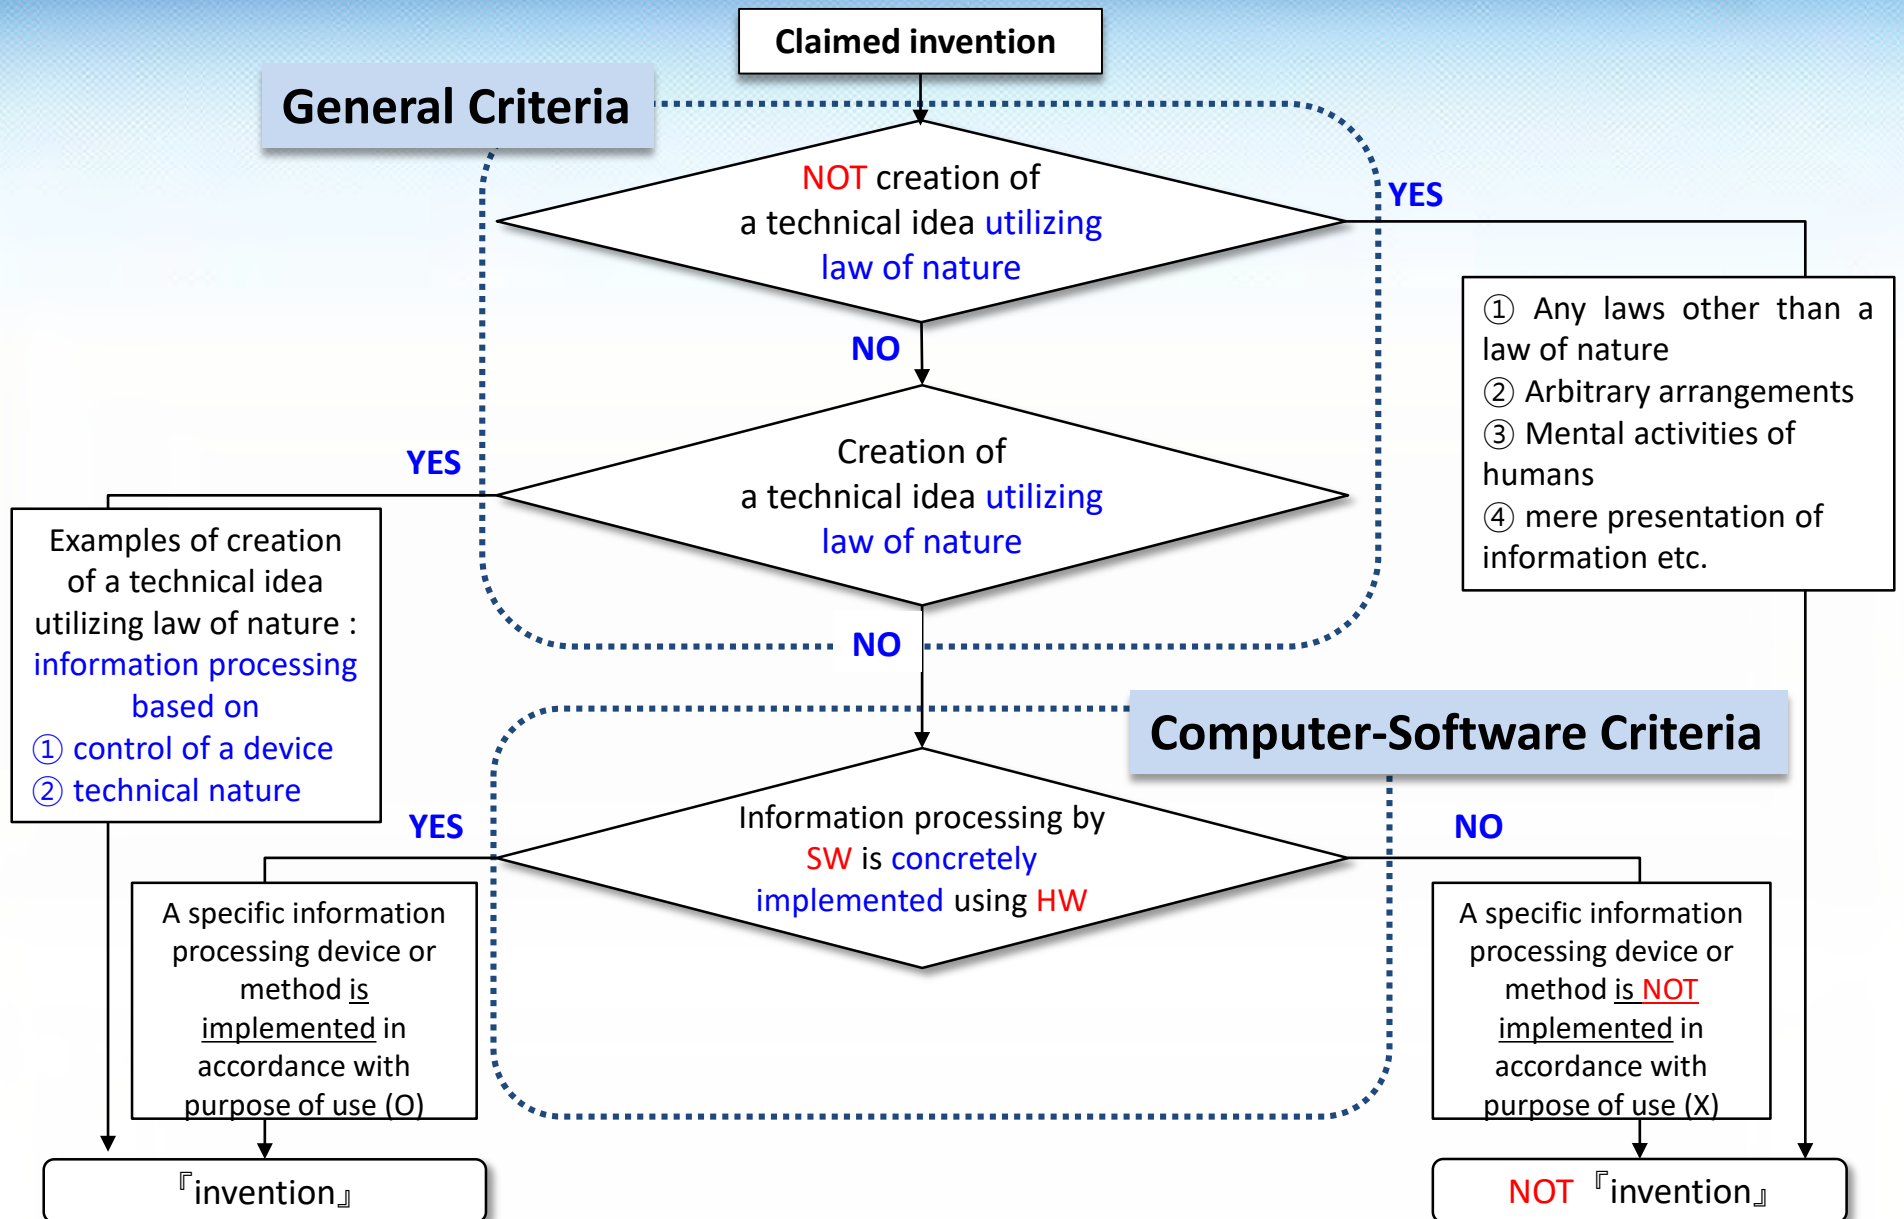 Claimed invention
General Criteria
NOT creation of
a technical idea utilizing
law of nature
YES
NO
① Any laws other than a
law of nature
② Arbitrary arrangements
③ Mental activities of
humans
④ mere presentation of
information etc.
Creation of
a technical idea utilizing
law of nature
YES
NO
Examples of creation
of a technical idea
utilizing law of nature :
information processing
based on
① control of a device
② technical nature
Computer-Software Criteria
Information processing by
SW is concretely
implemented using HW
YES
NO
A specific information
processing device or
method is
implemented in
accordance with
purpose of use (O)
A specific information
processing device or
method is NOT
implemented in
accordance with
purpose of use (X)
『invention』
NOT『invention』